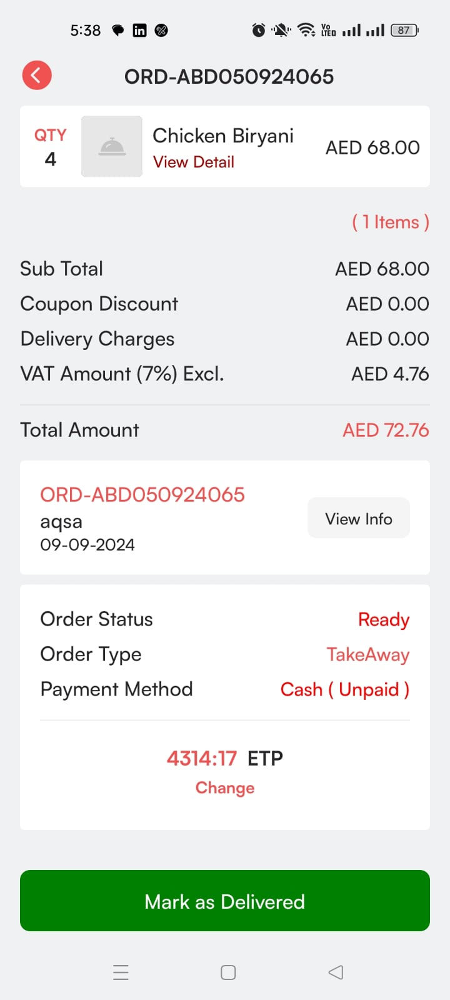 5:38
Vo LTED
87
ORD-ABD050924065
QTY
4
Chicken Biryani
View Detail
AED 68.00
( 1 Items )
Sub Total AED 68.00
Coupon Discount AED 0.00
Delivery Charges AED 0.00
VAT Amount (7%) Excl. AED 4.76
Total Amount AED 72.76
ORD-ABD050924065
aqsa
09-09-2024
View Info
Order Status Ready
Order Type TakeAway
Payment Method Cash ( Unpaid )
4314:17 ETP
Change
Mark as Delivered